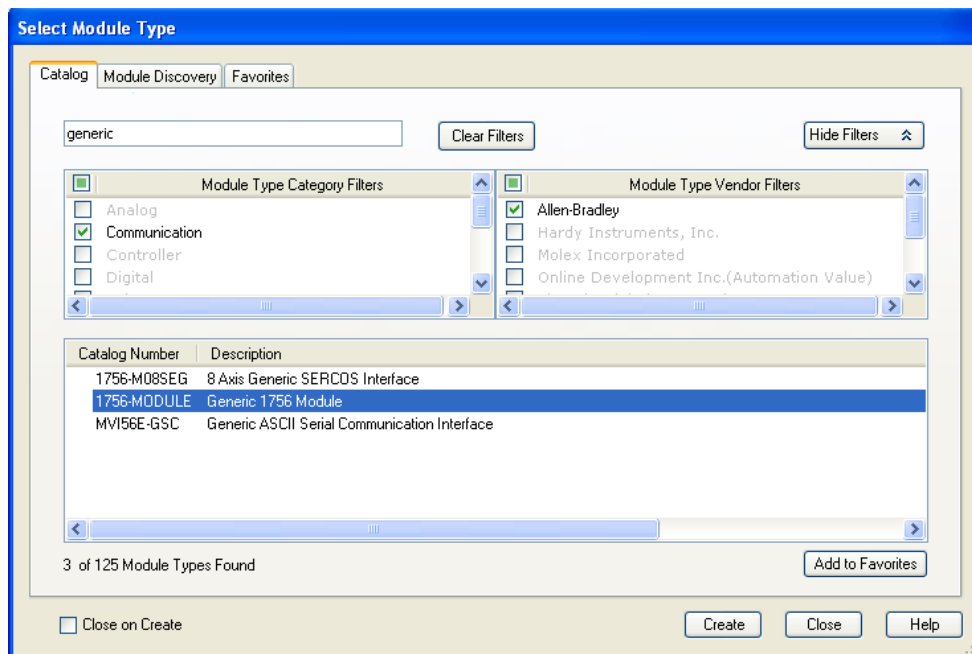 Select Module Type
Catalog Module Discovery Favorites
generic Clear Filters Hide Filters
Module Type Category Filters
Analog
Communication
Controller
Digital
Module Type Vendor Filters
Allen-Bradley
Hardy Instruments, Inc.
Molex Incorporated
Online Development Inc.(Automation Value)
Catalog Number Description
1756-M08SEG 8 Axis Generic SERCOS Interface
1756-MODULE Generic 1756 Module
MVI56E-GSC Generic ASCII Serial Communication Interface
3 of 125 Module Types Found Add to Favorites
Close on Create Create Close Help